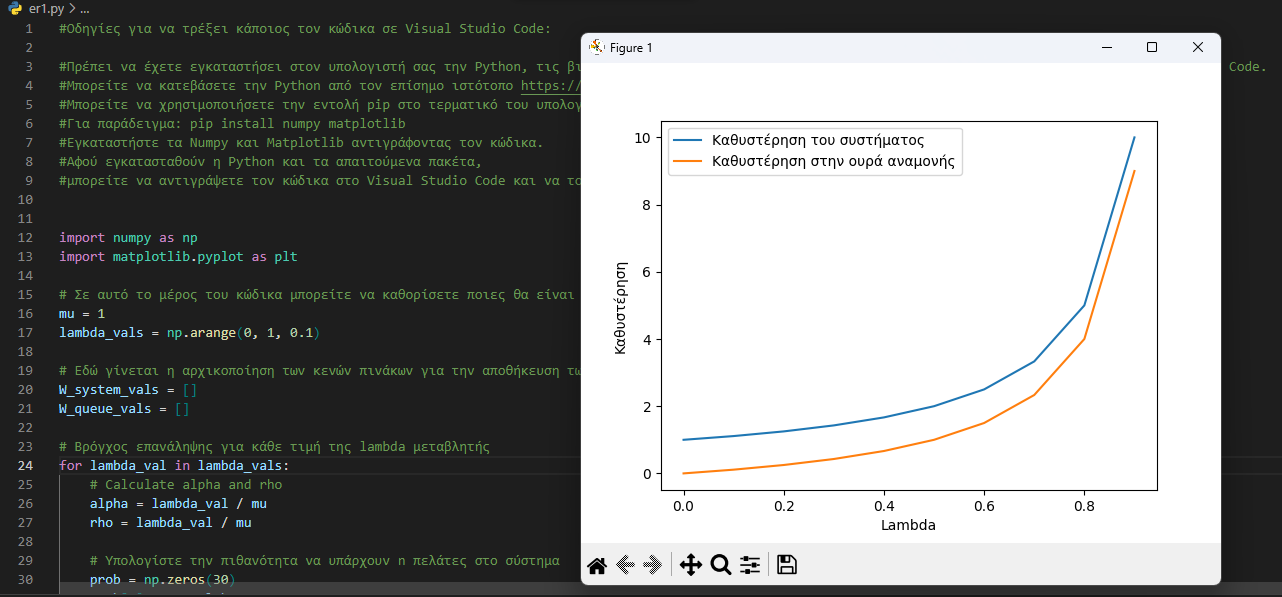 er1.py > ...
1 #Οδηγίες για να τρέξει κάποιος τον κώδικα σε Visual Studio Code:
2
3 #Πρέπει να έχετε εγκαταστήσει στον υπολογιστή σας την Python, τις Code.
4 #Μπορείτε να κατεβάσετε την Python από τον επίσημο ιστότοπο https://
5 #Μπορείτε να χρησιμοποιήσετε την εντολή pip στο τερματικό του
6 #Για παράδειγμα: pip install numpy matplotlib
7 #Εγκαταστήστε τα Numpy και Matplotlib αντιγράφοντας τον κώδικα.
8 #Αφού εγκατασταθούν η Python και τα απαιτούμενα πακέτα,
9 #μπορείτε να αντιγράψετε τον κώδικα στο Visual Studio Code και να
10
11
12 import numpy as np
13 import matplotlib.pyplot as plt
14
15 # Σε αυτό το μέρος του κώδικα μπορείτε να καθορίσετε ποιες θα είναι
16 mu = 1
17 lambda_vals = np.arange(0, 1, 0.1)
18
19 # Εδώ γίνεται η αρχικοποίηση των κενών πινάκων για την αποθήκευση
20 W_system_vals = []
21 W_queue_vals = []
22
23 # Βρόγχος επανάληψης για κάθε τιμή της lambda μεταβλητής
24 for lambda_val in lambda_vals:
25 # Calculate alpha and rho
26 alpha = lambda_val / mu
27 rho = lambda_val / mu
28
29 # Υπολογίστε την πιθανότητα να υπάρχουν n πελάτες στο σύστημα
30 prob = np.zeros(30)
Figure 1
Καθυστέρηση του συστήματος
Καθυστέρηση στην ουρά αναμονής
10
8
6
4
2
0
Καθυστέρηση
0.0 0.2 0.4 0.6 0.8
Lambda